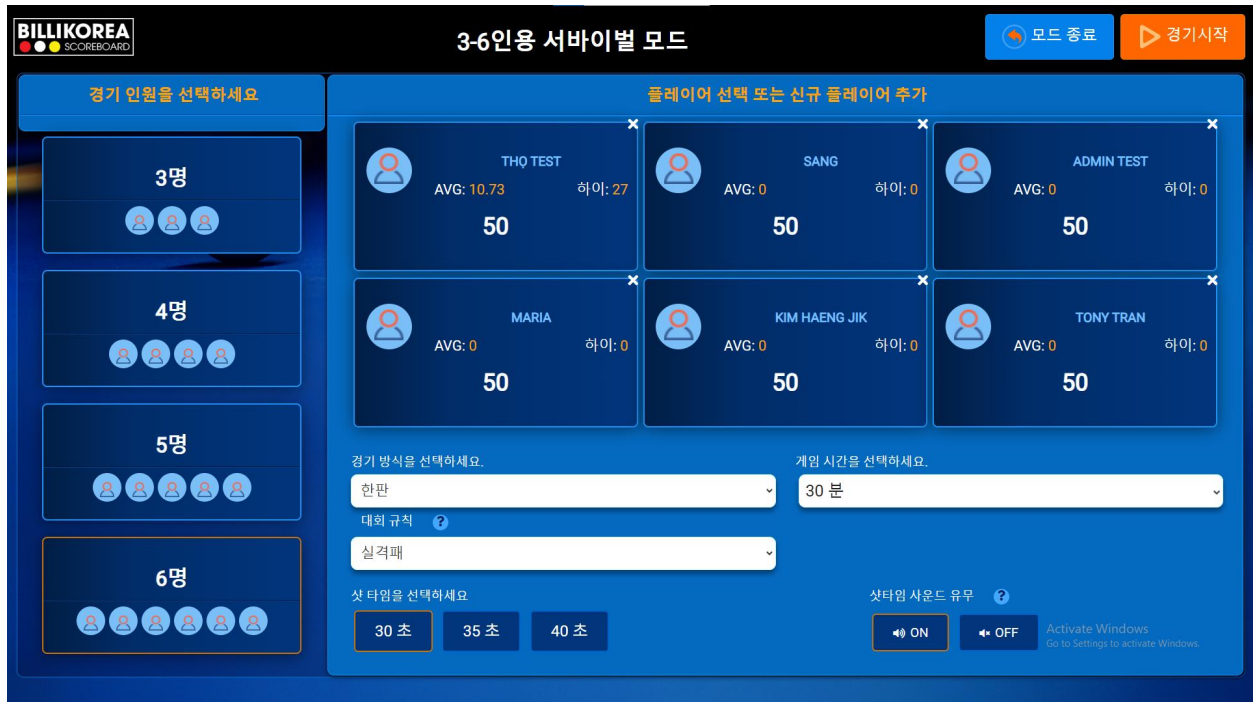 BILLIKOREA
SCOREBOARD
3-6인용 서바이벌 모드
모드 종료
경기시작
경기 인원을 선택하세요
3명
4명
5명
6명
플레이어 선택 또는 신규 플레이어 추가
THỌ TEST
AVG: 10.73 하이: 27
50
SANG
AVG: 0 하이: 0
50
ADMIN TEST
AVG: 0 하이: 0
50
MARIA
AVG: 0 하이: 0
50
KIM HAENG JIK
AVG: 0 하이: 0
50
TONY TRAN
AVG: 0 하이: 0
50
경기 방식을 선택하세요.
한판
게임 시간을 선택하세요.
30 분
대회 규칙 ?
실격패
샷 타임을 선택하세요
30 초 35 초 40 초
샷타임 사운드 유무 ?
ON OFF
Activate Windows
Go to Settings to activate Windows.